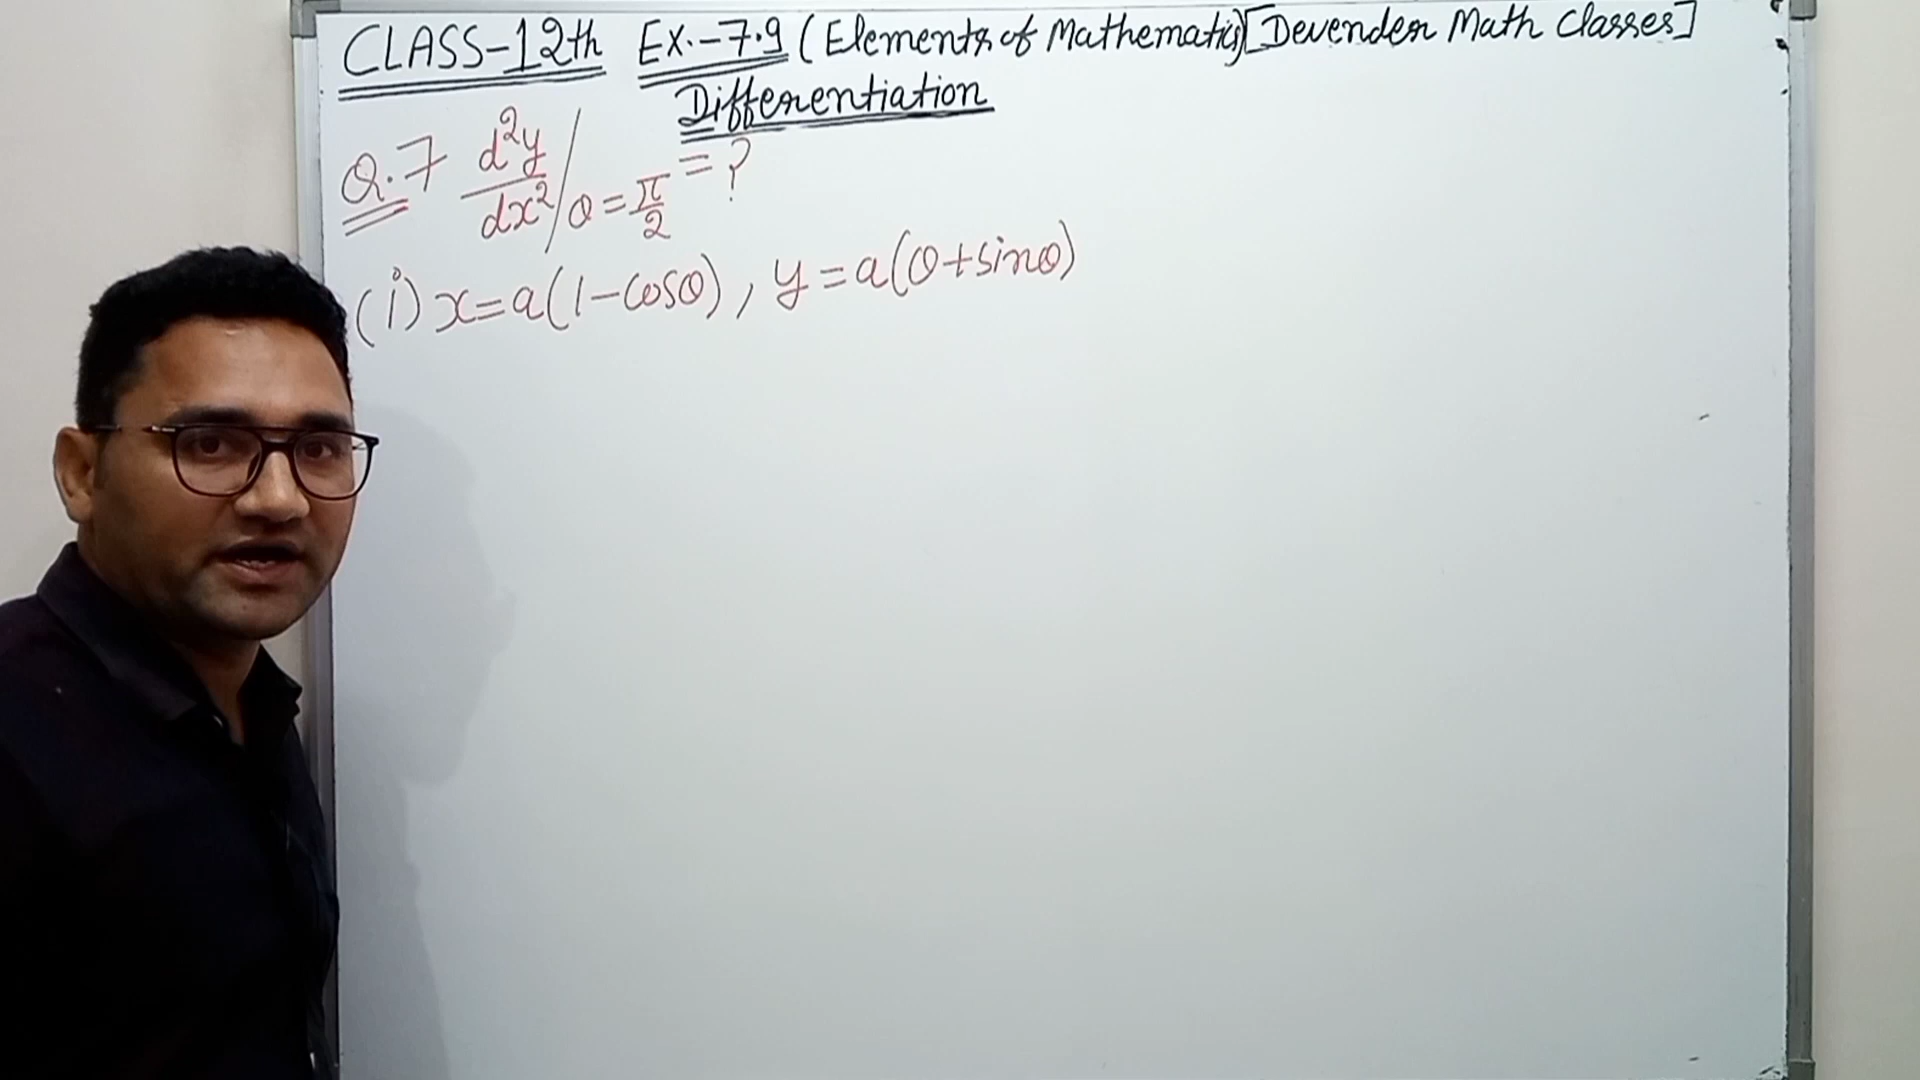 CLASS-12th EX.-7.9 (Elements of Mathematics) [Devender Math Classes]
Differentiation
Q.7 d²y/dx² / θ = π/2 = ?
(i) x = a(1-cosθ), y = a(θ+sinθ)